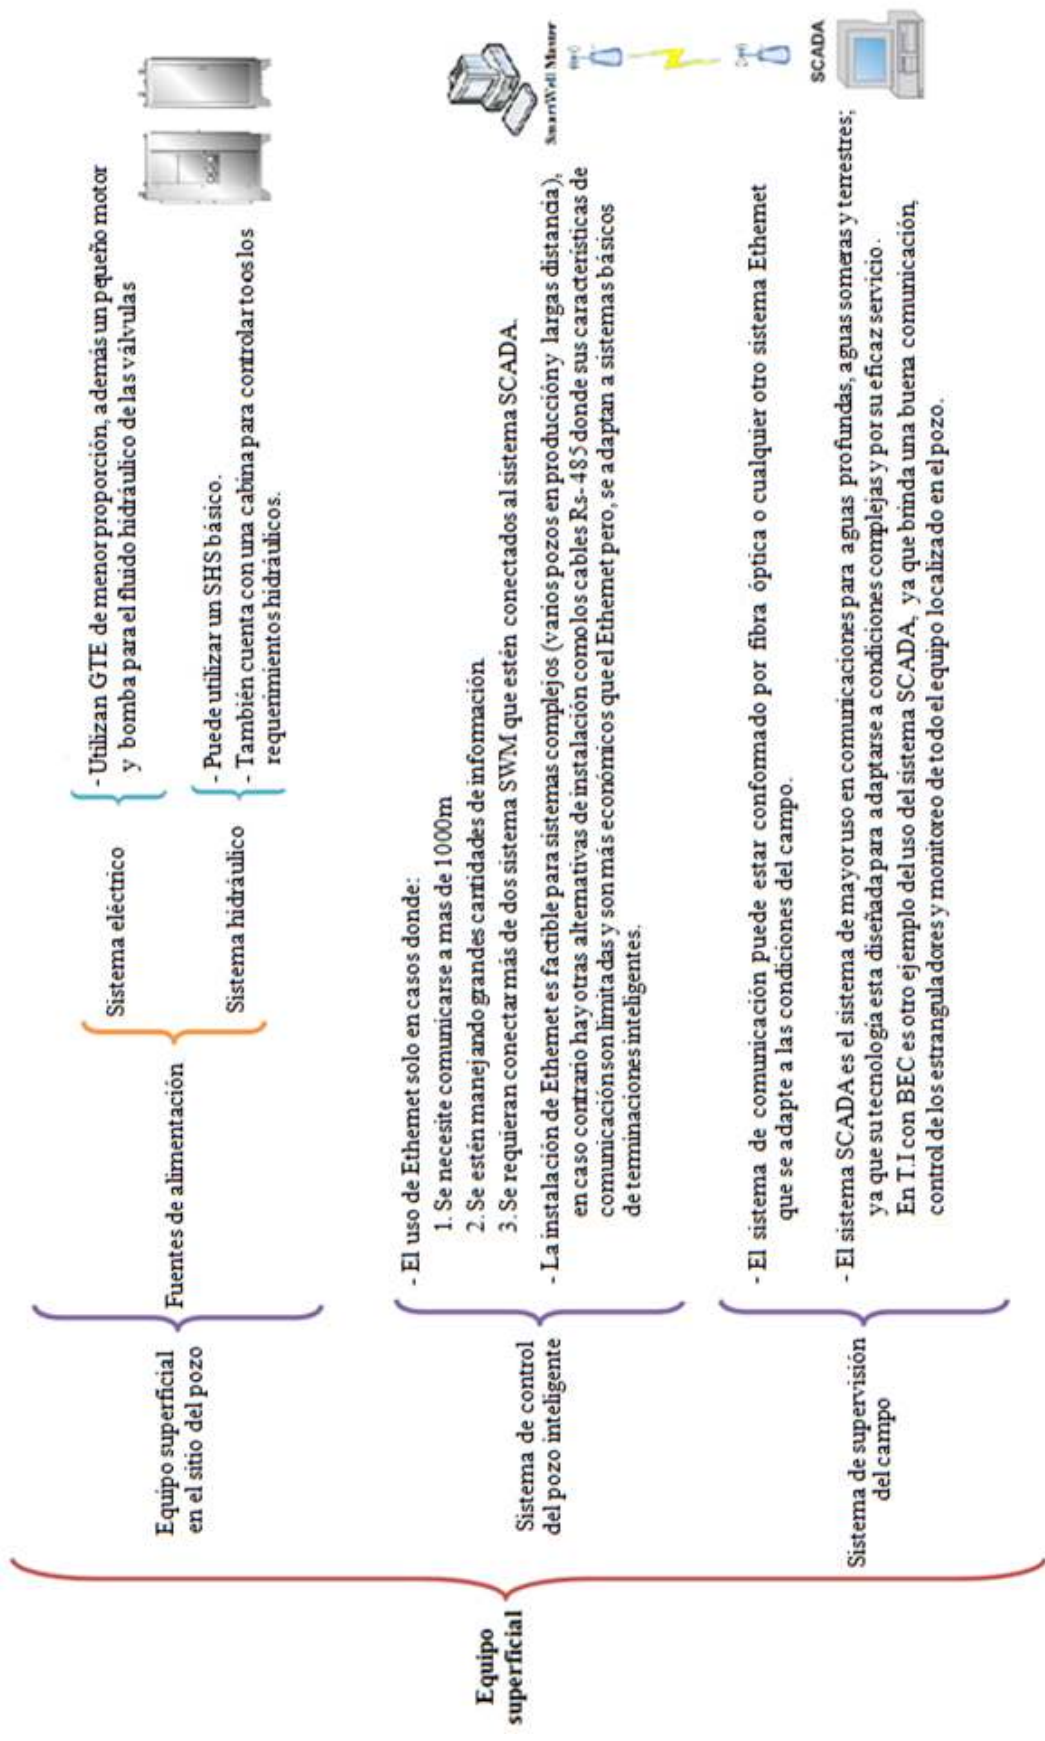 Equipo
superficial
Equipo superficial
en el sitio del pozo
Fuentes de alimentación
Sistema eléctrico
- Utilizan GTE de menor proporción, además un pequeño motor
y bomba para el fluido hidráulico de las válvulas
Sistema hidráulico
- Puede utilizar un SHS básico.
- También cuenta con una cabina para controlar toos los
requerimientos hidráulicos.
Sistema de control
del pozo inteligente
- El uso de Ethernet solo en casos donde:
1. Se necesite comunicarse a mas de 1000m
2. Se estén manejando grandes cantidades de información
3. Se requieran conectar más de dos sistema SWM que estén conectados al sistema SCADA.
- La instalación de Ethernet es factible para sistemas complejos (varios pozos en producción y largas distancia),
en caso contrario hay otras alternativas de instalación como los cables Rs-485 donde sus características de
comunicación son limitadas y son más económicos que el Ethernet pero, se adaptan a sistemas básicos
de terminaciones inteligentes.
SmartWell Master
Sistema de supervisión
del campo
- El sistema de comunicación puede estar conformado por fibra óptica o cualquier otro sistema Ethernet
que se adapte a las condiciones del campo.
- El sistema SCADA es el sistema de mayor uso en comunicaciones para aguas profundas, aguas someras y terrestres;
ya que su tecnología esta diseñada para adaptarse a condiciones complejas y por su eficaz servicio.
En T.I con BEC es otro ejemplo del uso del sistema SCADA, ya que brinda una buena comunicación,
control de los estranguladores y monitoreo de todo el equipo localizado en el pozo.
SCADA